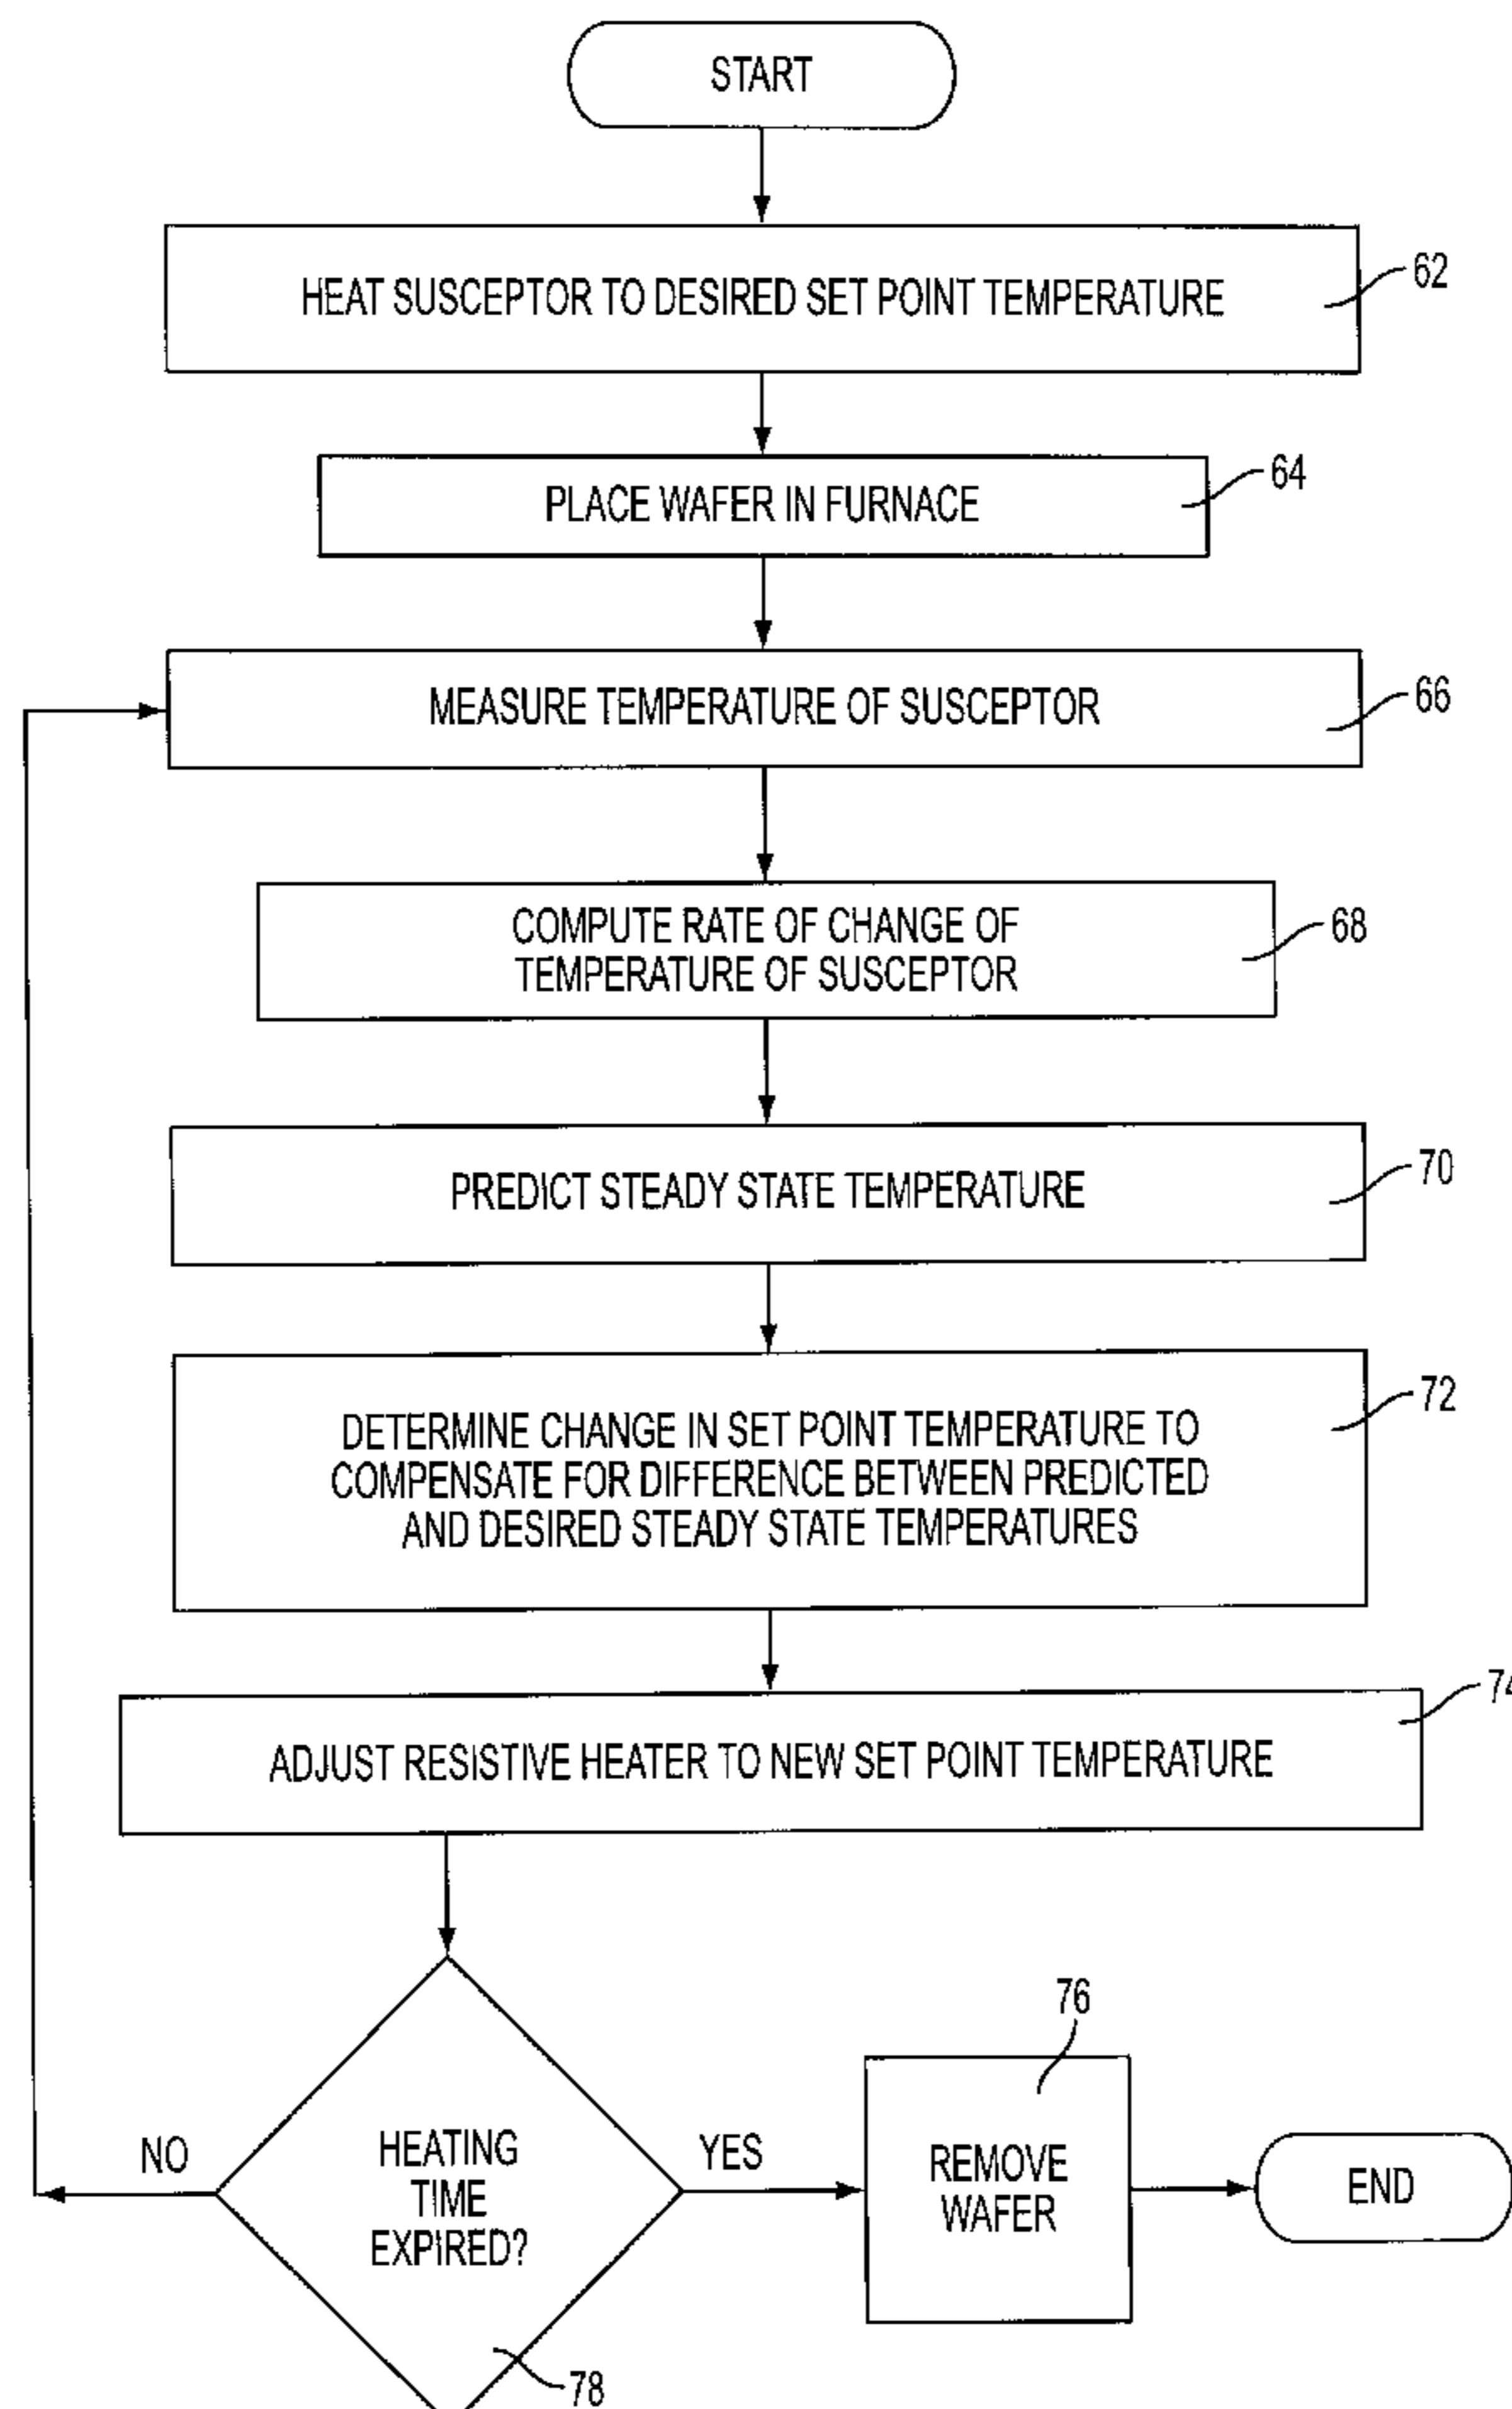 START
HEAT SUSCEPTOR TO DESIRED SET POINT TEMPERATURE
62
PLACE WAFER IN FURNACE
64
MEASURE TEMPERATURE OF SUSCEPTOR
66
COMPUTE RATE OF CHANGE OF
TEMPERATURE OF SUSCEPTOR
68
PREDICT STEADY STATE TEMPERATURE
70
DETERMINE CHANGE IN SET POINT TEMPERATURE TO
COMPENSATE FOR DIFFERENCE BETWEEN PREDICTED
AND DESIRED STEADY STATE TEMPERATURES
72
ADJUST RESISTIVE HEATER TO NEW SET POINT TEMPERATURE
74
HEATING
TIME
EXPIRED?
78
NO
YES
76
REMOVE
WAFER
END